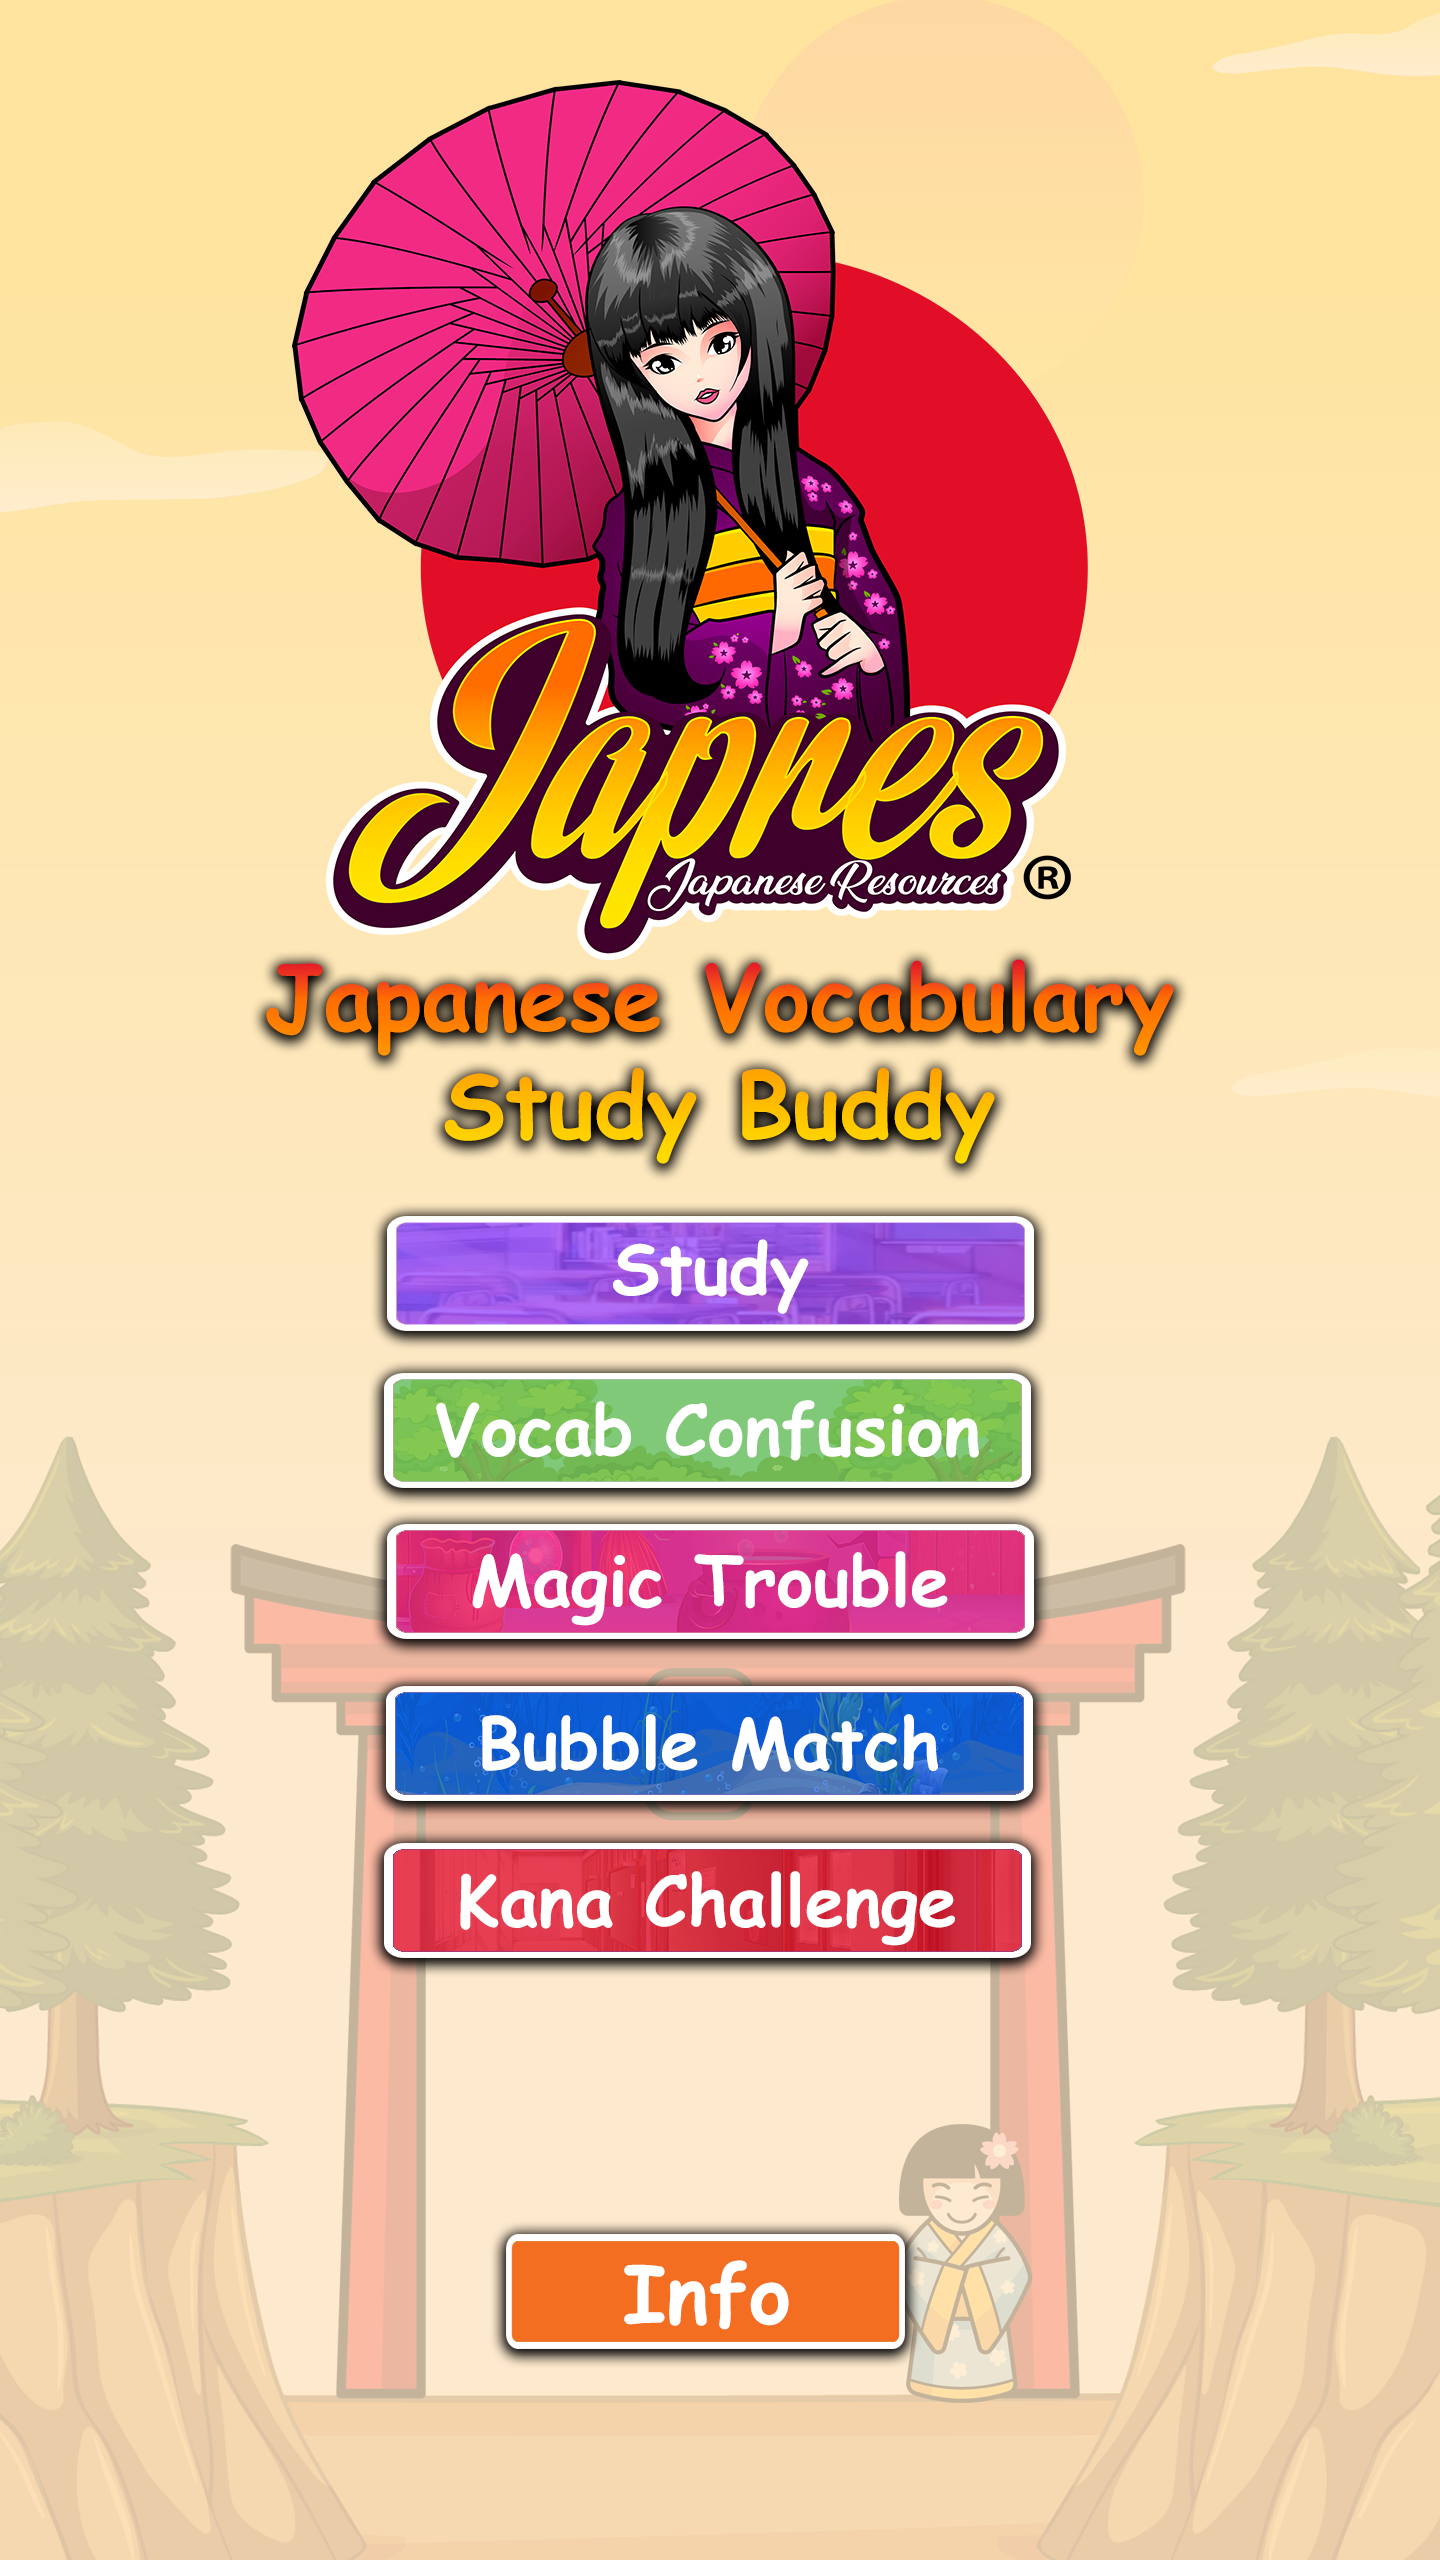 Japnes
Japanese Resources ®
Japanese Vocabulary
Study Buddy
Study
Vocab Confusion
Magic Trouble
Bubble Match
Kana Challenge
Info